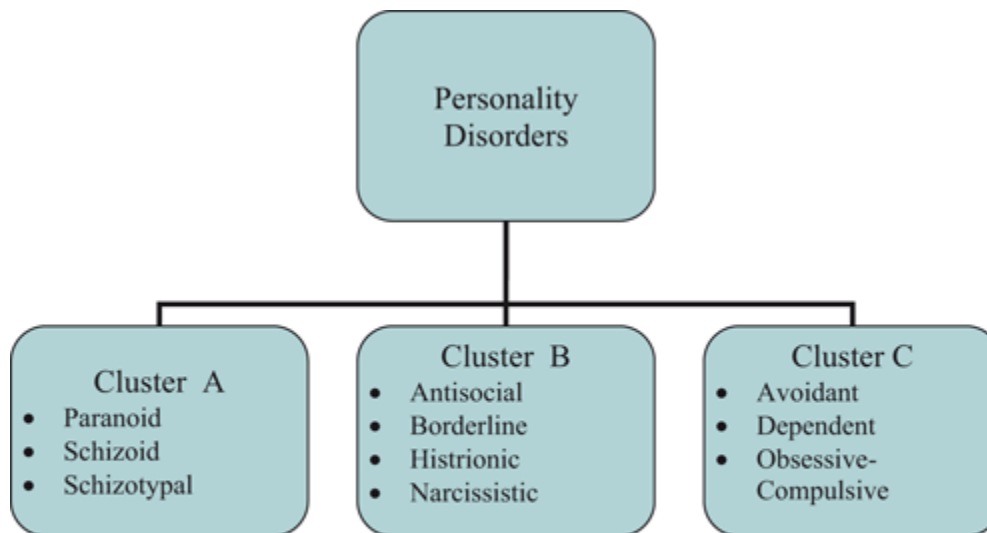 Personality
Disorders
Cluster A
• Paranoid
• Schizoid
• Schizotypal
Cluster B
• Antisocial
• Borderline
• Histrionic
• Narcissistic
Cluster C
• Avoidant
• Dependent
• Obsessive-
Compulsive